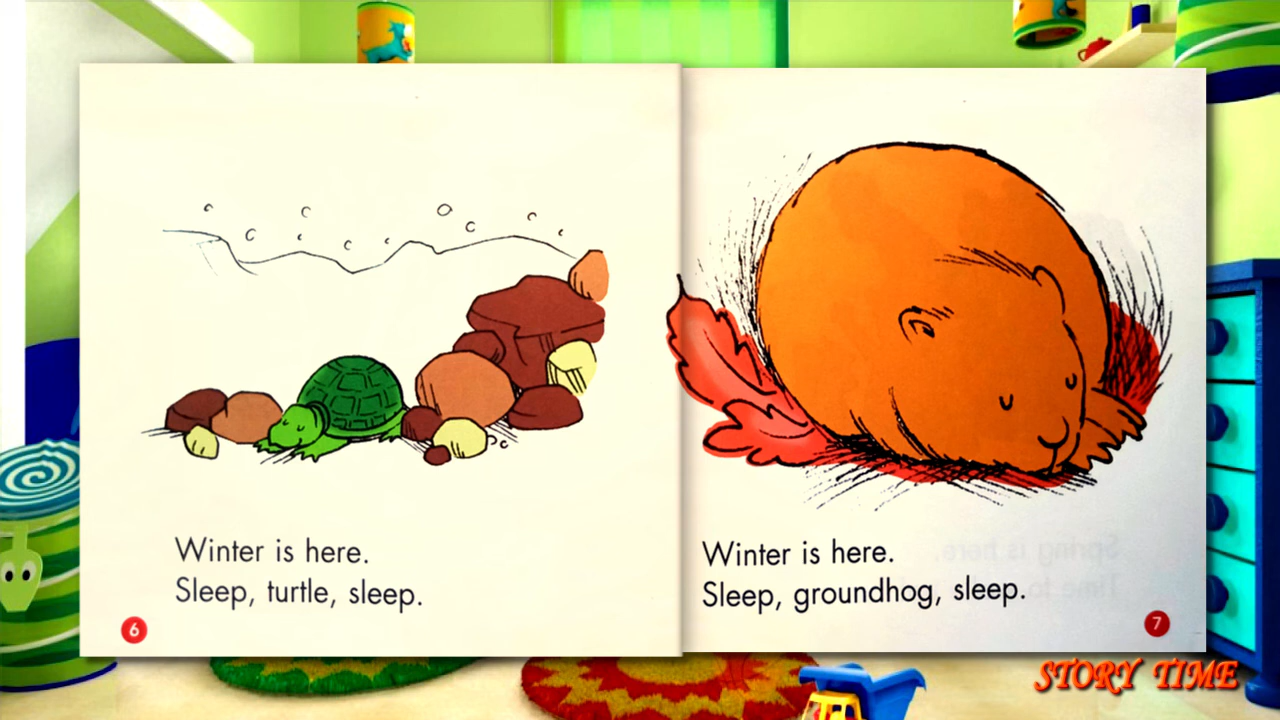 Winter is here.
Sleep, turtle, sleep.
6
Winter is here.
Sleep, groundhog, sleep.
7
STORY TIME